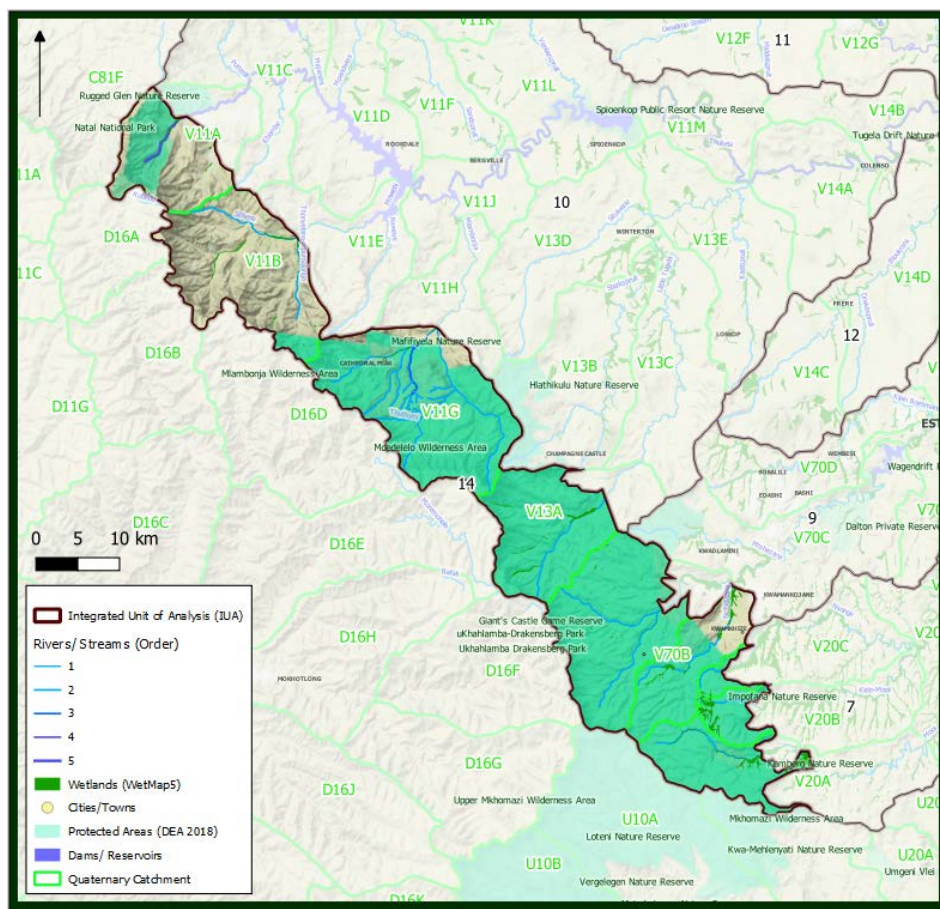 V11K
V12F
11
V12G
C81F
V11C
V11L
Rugged Glen Nature Reserve
V11F
Spioenkop Public Resort Nature Reserve
V14B
V11D
V11M
Natal National Park
V11A
Tugela Drift Nature R
ROOKDALE
SPIOENKOP
BERGVILLE
COLENSO
11A
V14A
10
V11J
D16A
V11E
V13D
WINTERTON
V13E
V11B
11C
V14D
V11H
FRERE
12
D16B
Mafifiyela Nature Reserve
V13B
V13C
V14C
CATHEDRAL PEAK
Mlambonja Wilderness Area
Hlathikulu Nature Reserve
D11G
D16D
V11G
EST
Mdedelelo Wilderness Area
CHAMPAGNE CASTLE
WEMBESI
V70D
Wagendrift
14
EDASHI
BASHI
V13A
D16C
9
V70
V70C
Dalton Private Reserve
0 5 10 km
D16E
KWADLAMINI
KWAMANKONJANE
Giant's Castle Game Reserve
uKhahlamba-Drakensberg Park
Ukhahlamba Drakensberg Park
D16H
V20C
V70B
D16F
MOKHOTLONG
Impofana Nature Reserve
7
V20B
Kamberg Nature Reserve
D16G
V20A
D16J
Upper Mkhomazi Wilderness Area
U20
U10A
Mkhomazi Wilderness Area
Loteni Nature Reserve
Kwa-Mehlenyati Nature Reserve
U20A
U10B
Umgeni Vlei
Vergelegen Nature Reserve
D16K
Integrated Unit of Analysis (IUA)
Rivers/ Streams (Order)
1
2
3
4
5
Wetlands (WetMap5)
Cities/Towns
Protected Areas (DEA 2018)
Dams/ Reservoirs
Quaternary Catchment